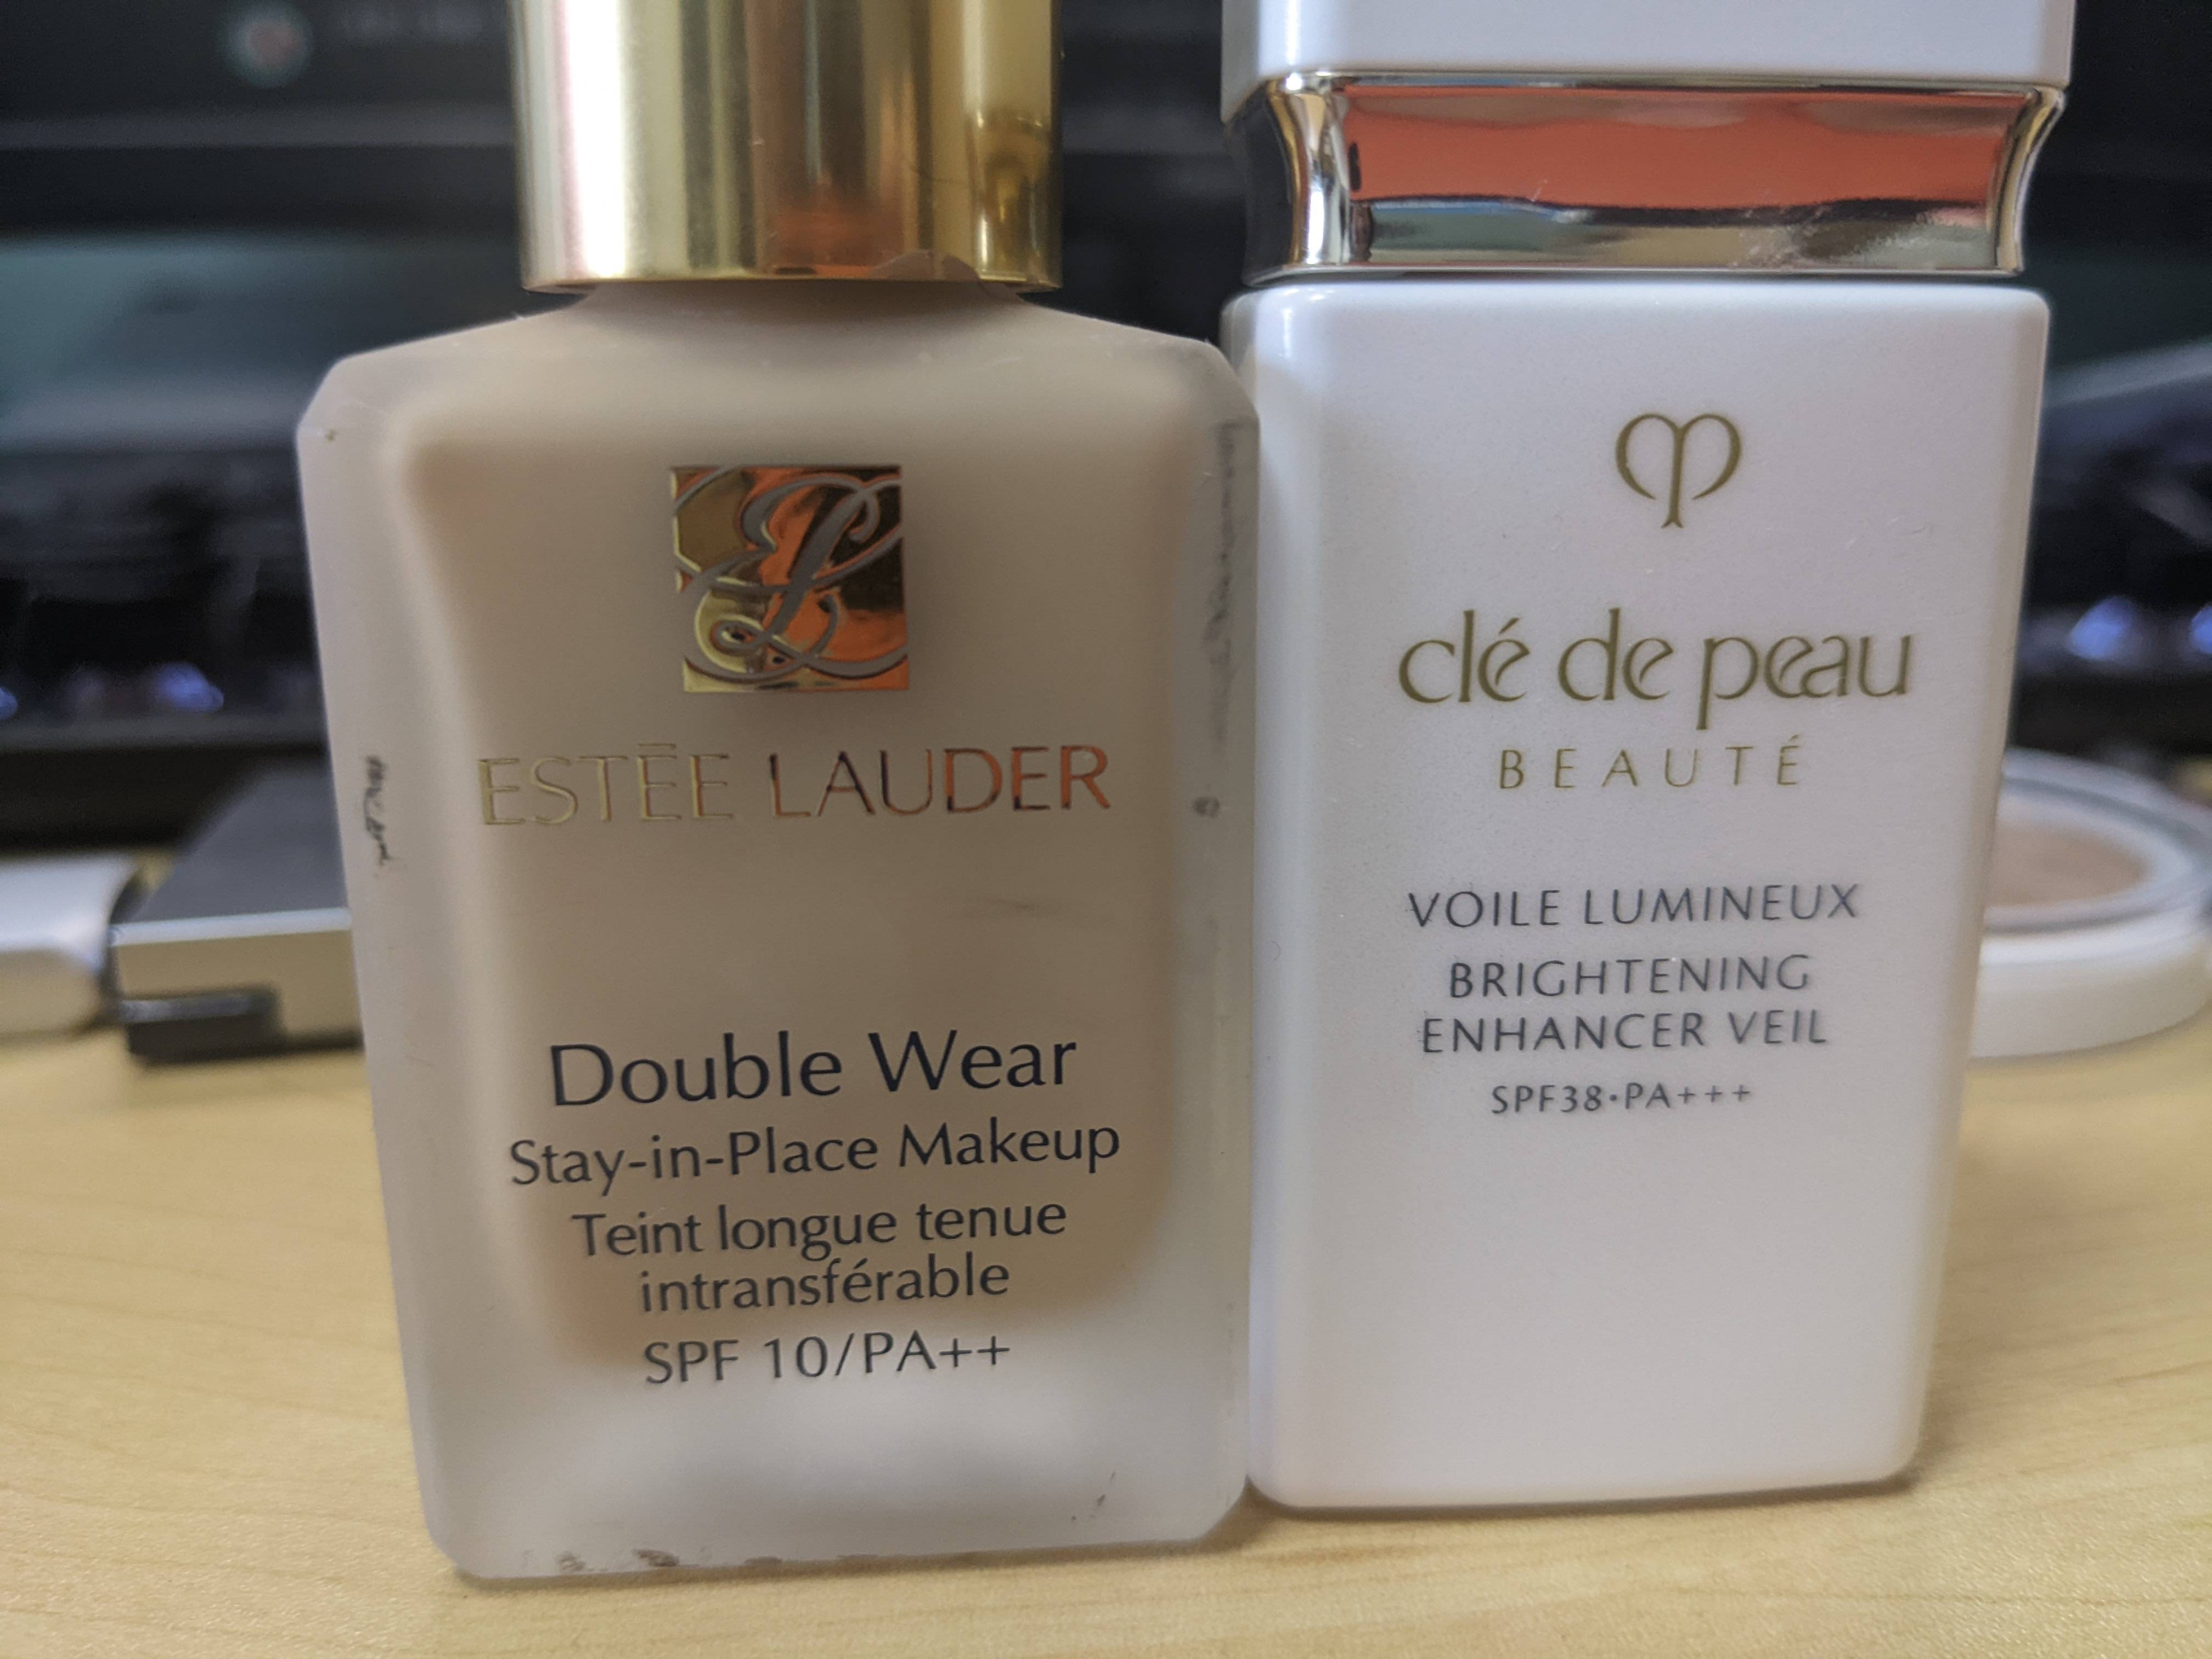 ESTĒE LAUDER
Double Wear
Stay-in-Place Makeup
Teint longue tenue
intransférable
SPF 10/PA++
clé de peau
BEAUTÉ
VOILE LUMINEUX
BRIGHTENING
ENHANCER VEIL
SPF38·PA+++